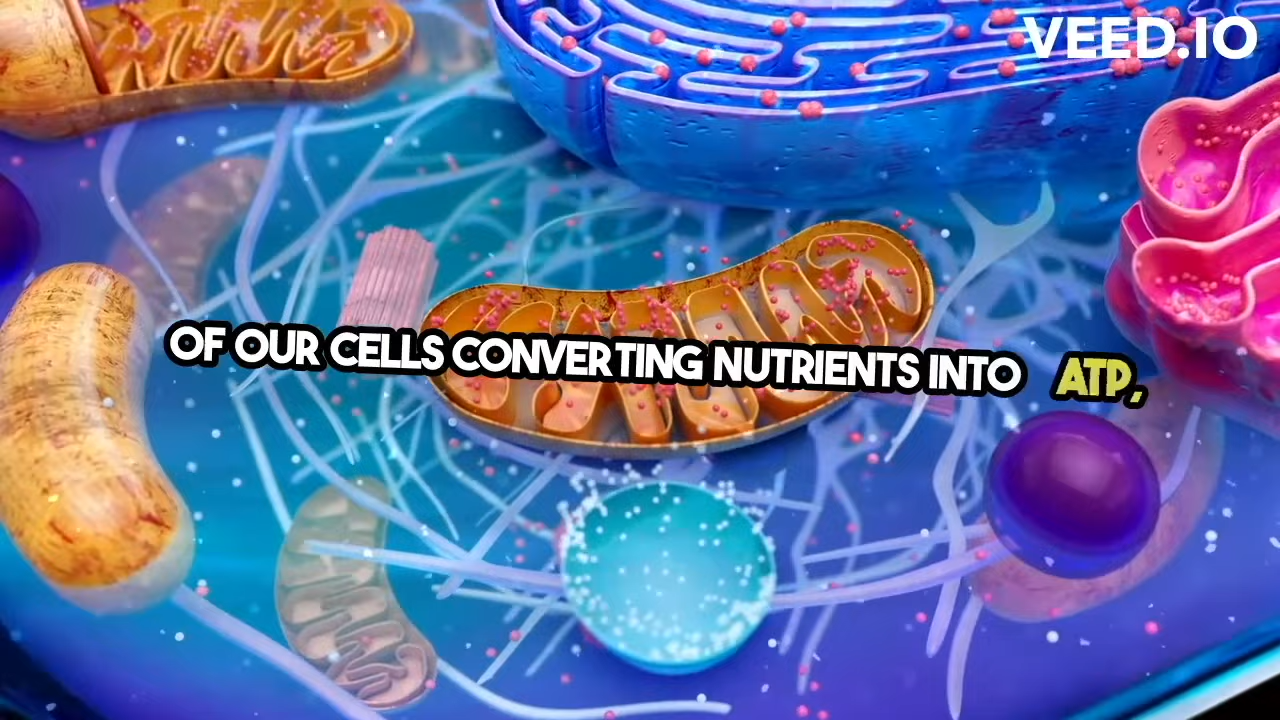 VEED.IO
OF OUR CELLS CONVERTING NUTRIENTS INTO ATP,